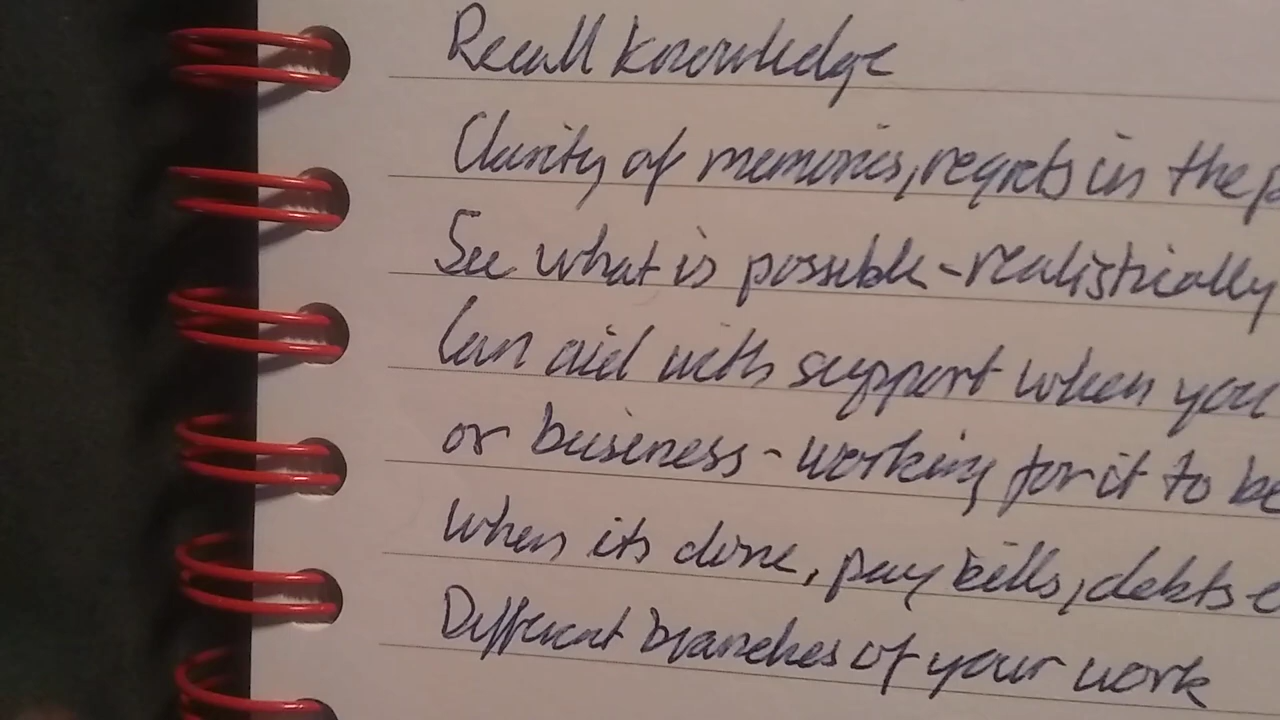 Recall knowledge
Clarity of memories, regrets in the p
See what is possible - realistically
Can aid with support when you
or business - working for it to be
When its done, pay bills, debts e
Different branches of your work